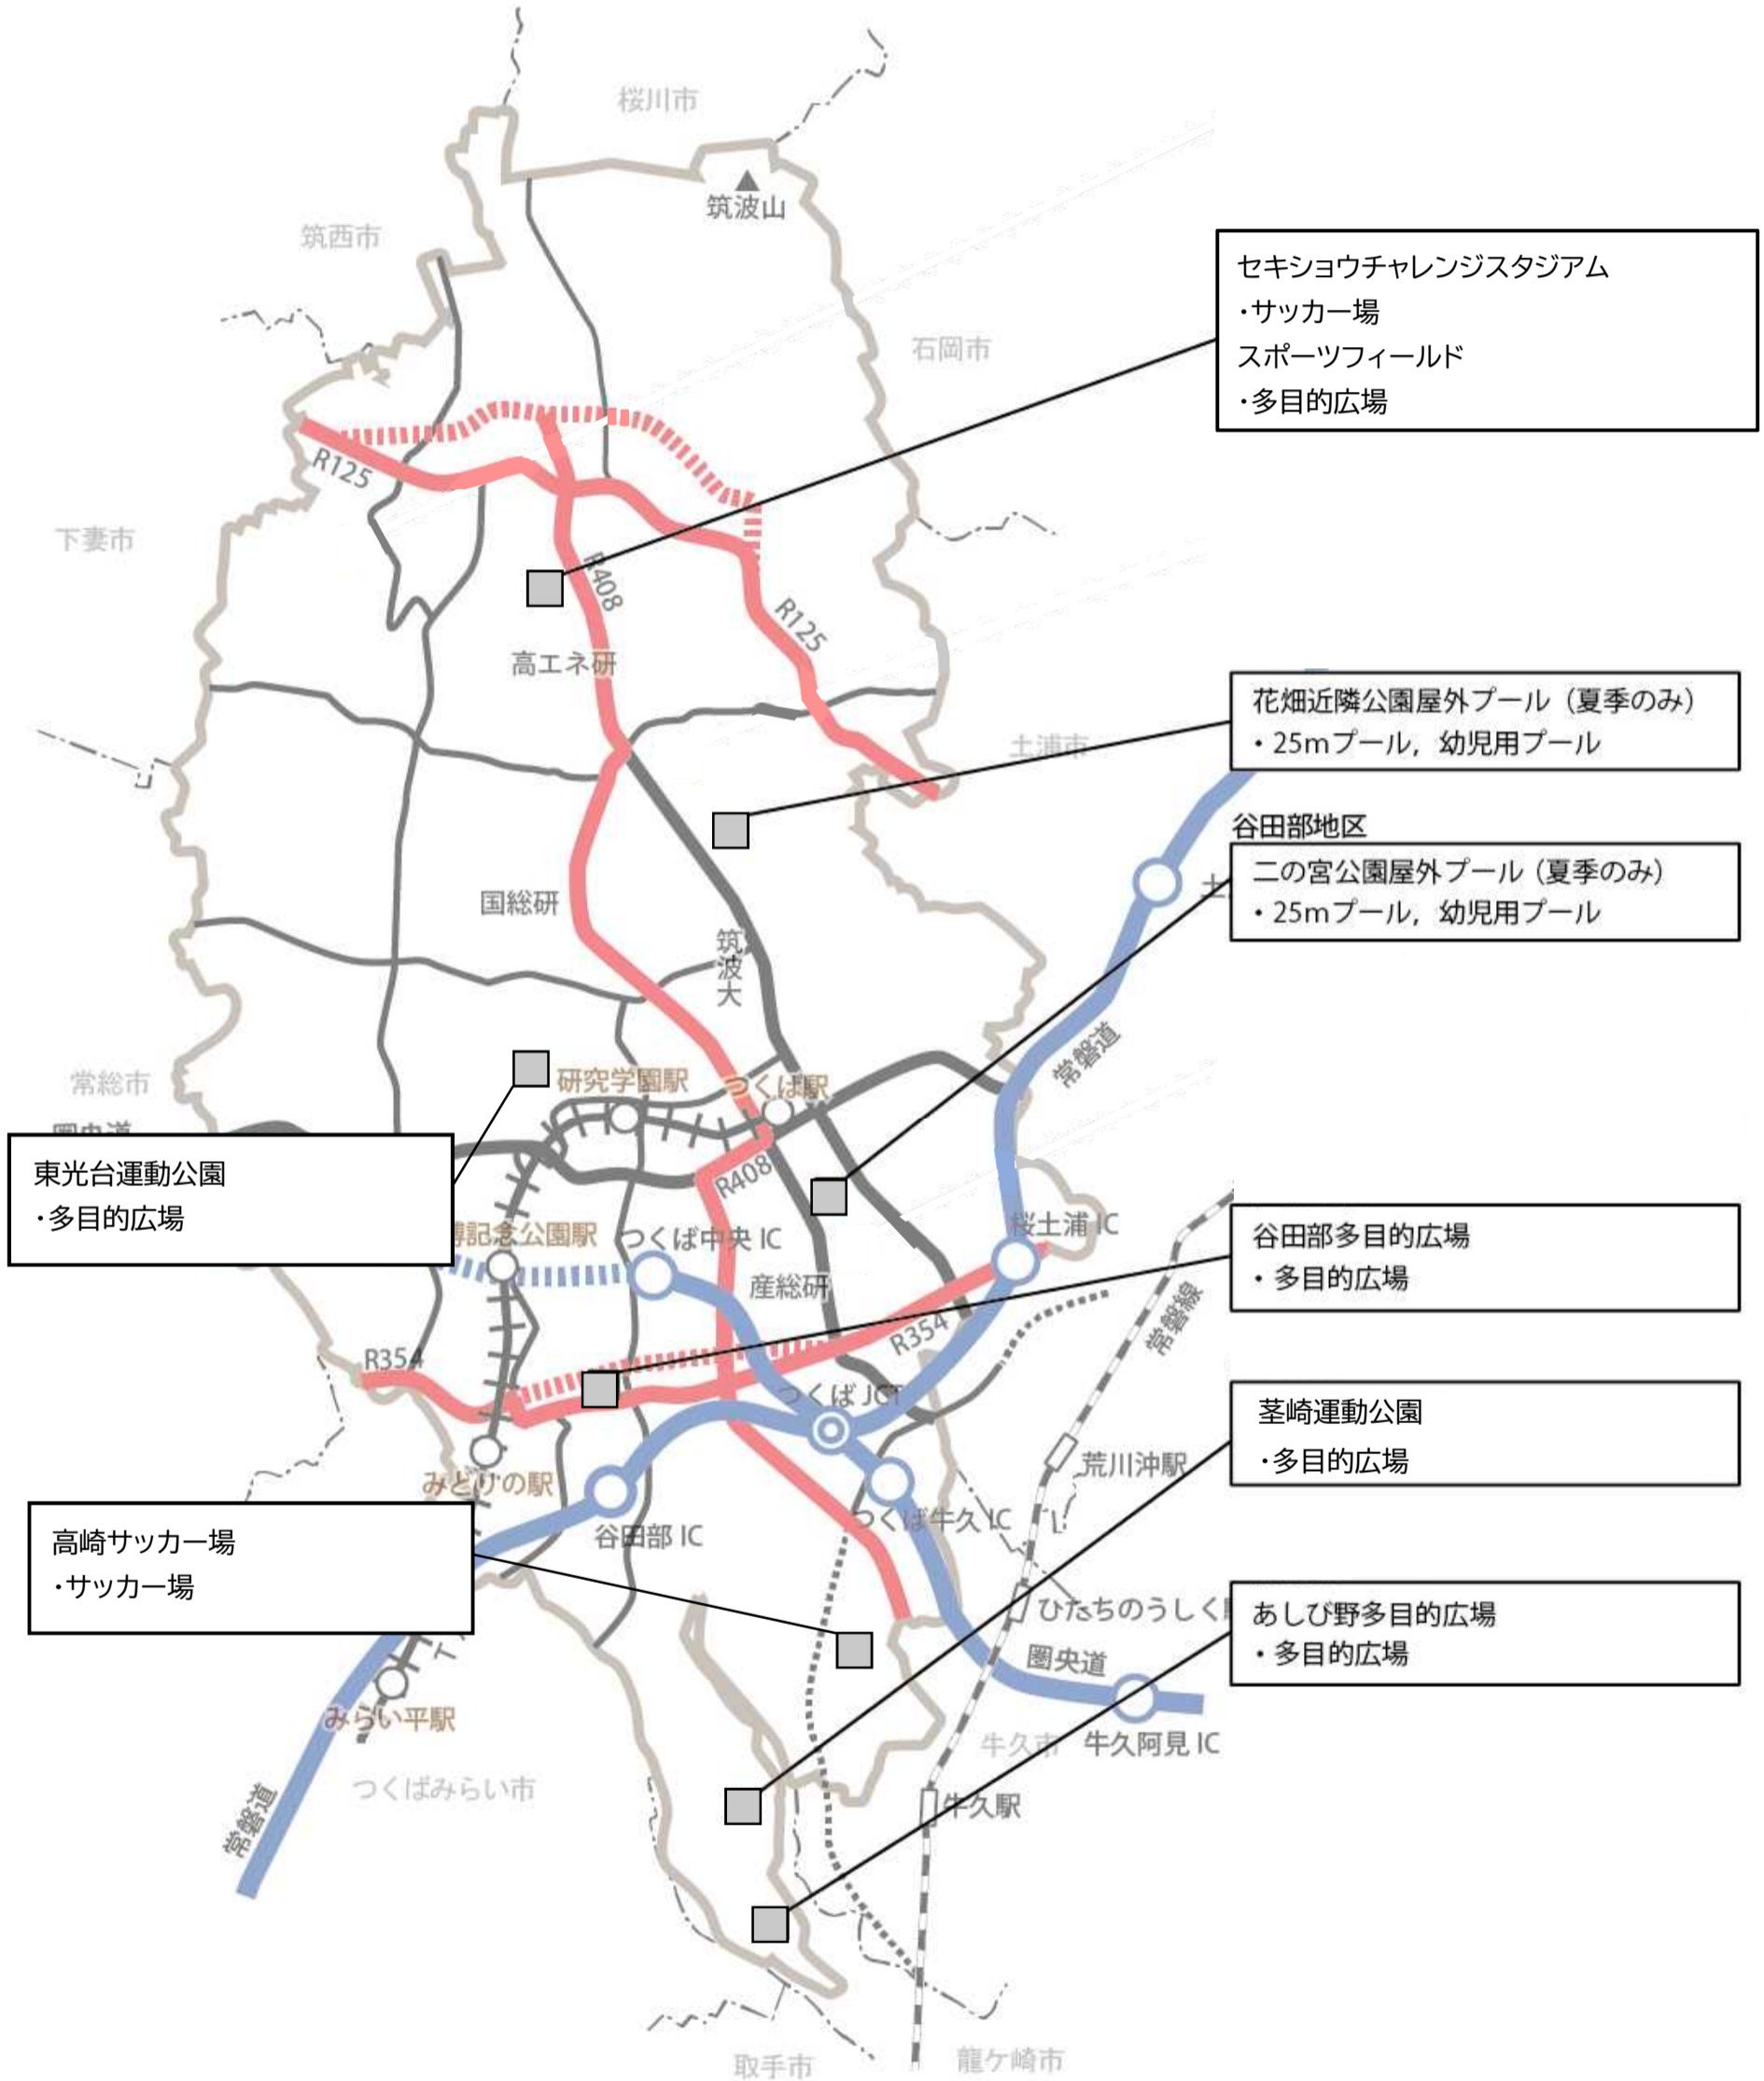 桜川市
筑波山
筑西市
セキショウチャレンジスタジアム
・サッカー場
スポーツフィールド
・多目的広場
石岡市
R125
下妻市
R408
R125
高エネ研
花畑近隣公園屋外プール（夏季のみ）
・25mプール，幼児用プール
土浦市
谷田部地区
二の宮公園屋外プール（夏季のみ）
・25mプール，幼児用プール
国総研
筑波大
常磐道
研究学園駅
つくば駅
常総市
圏央道
東光台運動公園
・多目的広場
R408
記念公園駅
つくば中央 IC
桜土浦 IC
谷田部多目的広場
・多目的広場
産総研
常磐線
R354
R354
つくば JCT
茎崎運動公園
・多目的広場
荒川沖駅
みどりの駅
つくば牛久 IC
谷田部 IC
高崎サッカー場
・サッカー場
ひたちのうしく
あしび野多目的広場
・多目的広場
圏央道
みらい平駅
牛久市
牛久阿見 IC
つくばみらい市
牛久駅
常磐道
取手市
龍ケ崎市